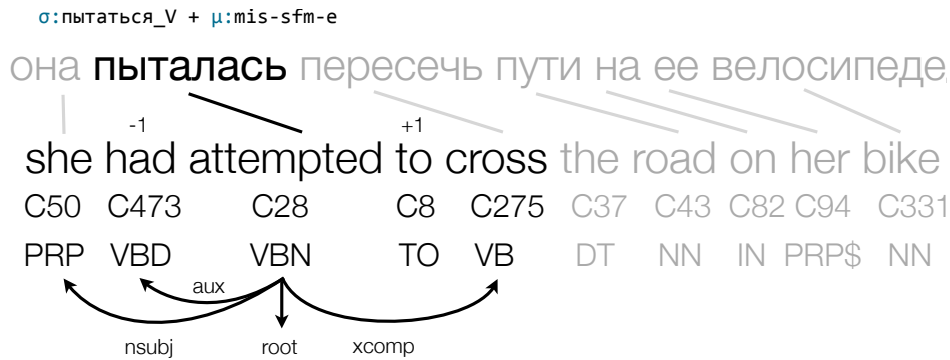 σ:пытаться_V + μ:mis-sfm-e
она пыталась пересечь пути на ее велосипеде
-1 +1
she had attempted to cross the road on her bike
C50 C473 C28 C8 C275 C37 C43 C82 C94 C331
PRP VBD VBN TO VB DT NN IN PRP$ NN
aux
nsubj root xcomp